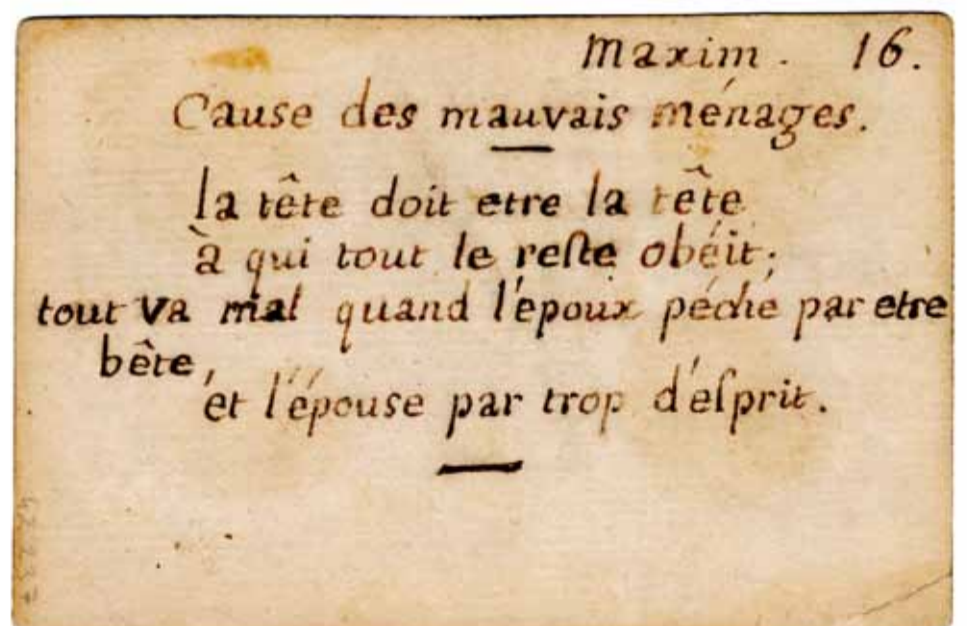 Maxim. 16.
Cause des mauvais ménages.
la tête doit etre la tête
à qui tout le reſte obéit;
tout va mal quand l'époux péche par etre
bête,
et l'épouse par trop d'eſprit.